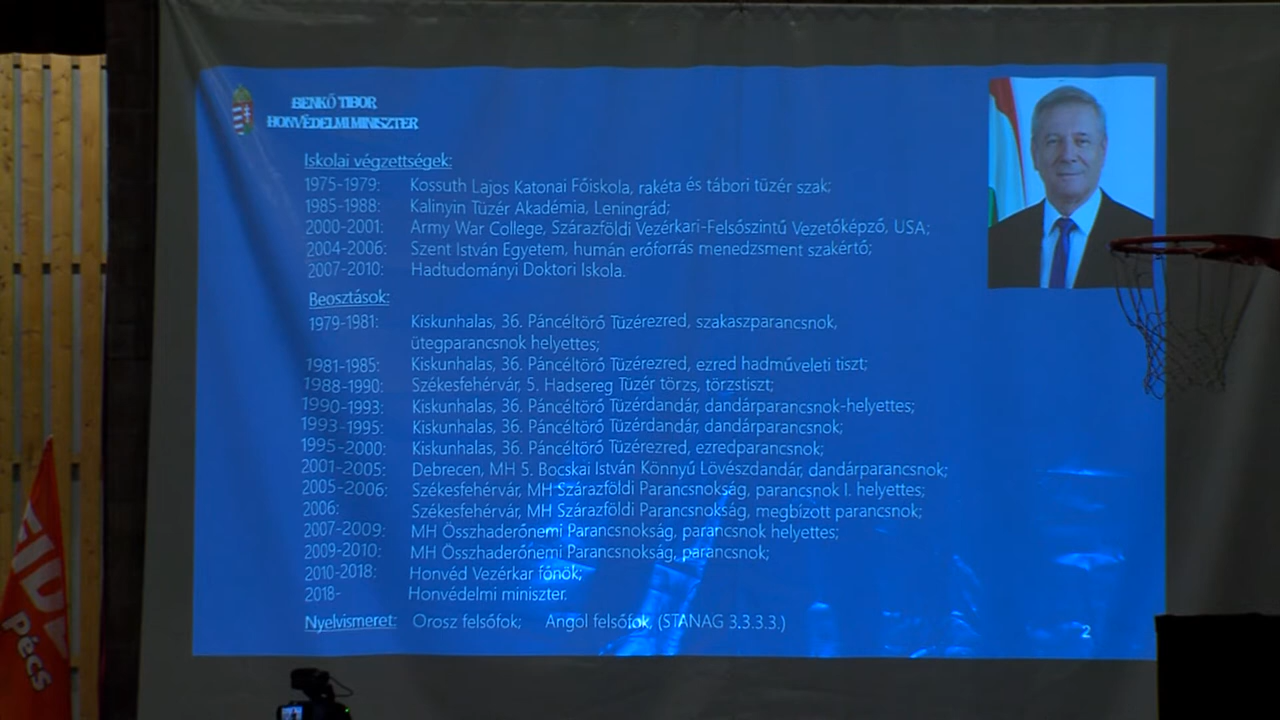 BENKŐ TIBOR
HONVÉDELMI MINISZTER
Iskolai végzettségek:
1975-1979: Kossuth Lajos Katonai Főiskola, rakéta és tábori tüzér szak;
1985-1988: Kalinyin Tüzér Akadémia, Leningrád;
2000-2001: Army War College, Szárazföldi Vezérkari-Felsőszintű Vezetőképző, USA;
2004-2006: Szent István Egyetem, humán erőforrás menedzsment szakértő;
2007-2010: Hadtudományi Doktori Iskola.
Beosztások:
1979-1981: Kiskunhalas, 36. Páncéltörő Tüzérezred, szakaszparancsnok,
ütegparancsnok helyettes;
1981-1985: Kiskunhalas, 36. Páncéltörő Tüzérezred, ezred hadműveleti tiszt;
1988-1990: Székesfehérvár, 5. Hadsereg Tüzér törzs, törzstiszt;
1990-1993: Kiskunhalas, 36. Páncéltörő Tüzérdandár, dandárparancsnok-helyettes;
1993-1995: Kiskunhalas, 36. Páncéltörő Tüzérdandár, dandárparancsnok;
1995-2000: Kiskunhalas, 36. Páncéltörő Tüzérezred, ezredparancsnok;
2001-2005: Debrecen, MH 5. Bocskai István Könnyű Lövészdandár, dandárparancsnok;
2005-2006: Székesfehérvár, MH Szárazföldi Parancsnokság, parancsnok I. helyettes;
2006: Székesfehérvár, MH Szárazföldi Parancsnokság, megbízott parancsnok;
2007-2009: MH Összhaderőnemi Parancsnokság, parancsnok helyettes;
2009-2010: MH Összhaderőnemi Parancsnokság, parancsnok;
2010-2018: Honvéd Vezérkar főnök;
2018- Honvédelmi miniszter.
Nyelvismeret: Orosz felsőfok; Angol felsőfok, (STANAG 3.3.3.3.)
2
Pécs